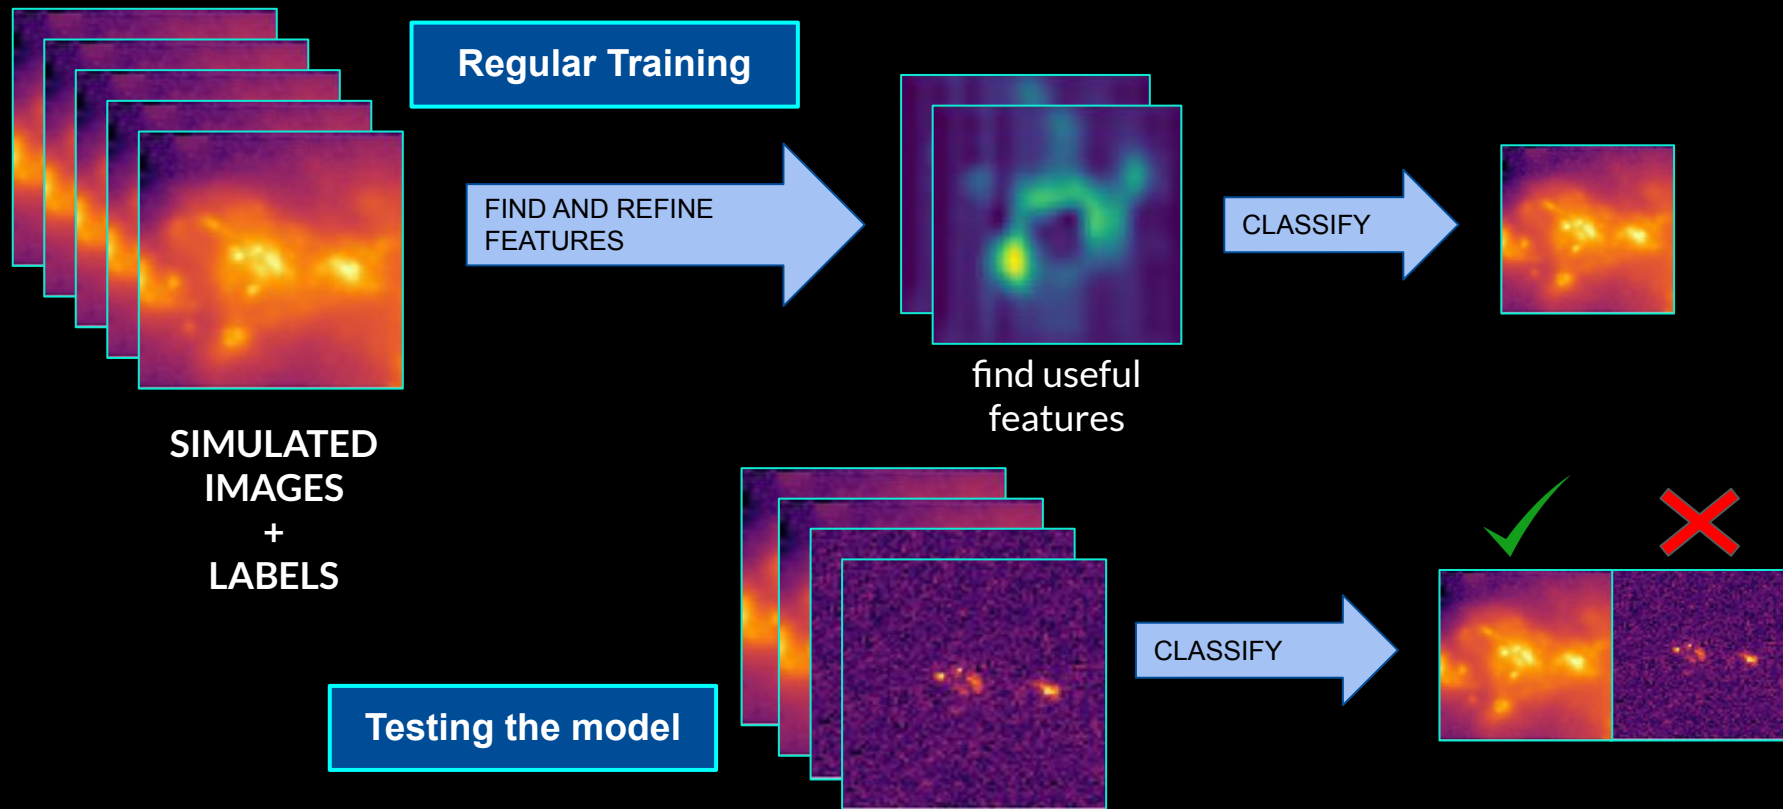 Regular Training
FIND AND REFINE
FEATURES
CLASSIFY
find useful
features
SIMULATED
IMAGES
+
LABELS
CLASSIFY
Testing the model